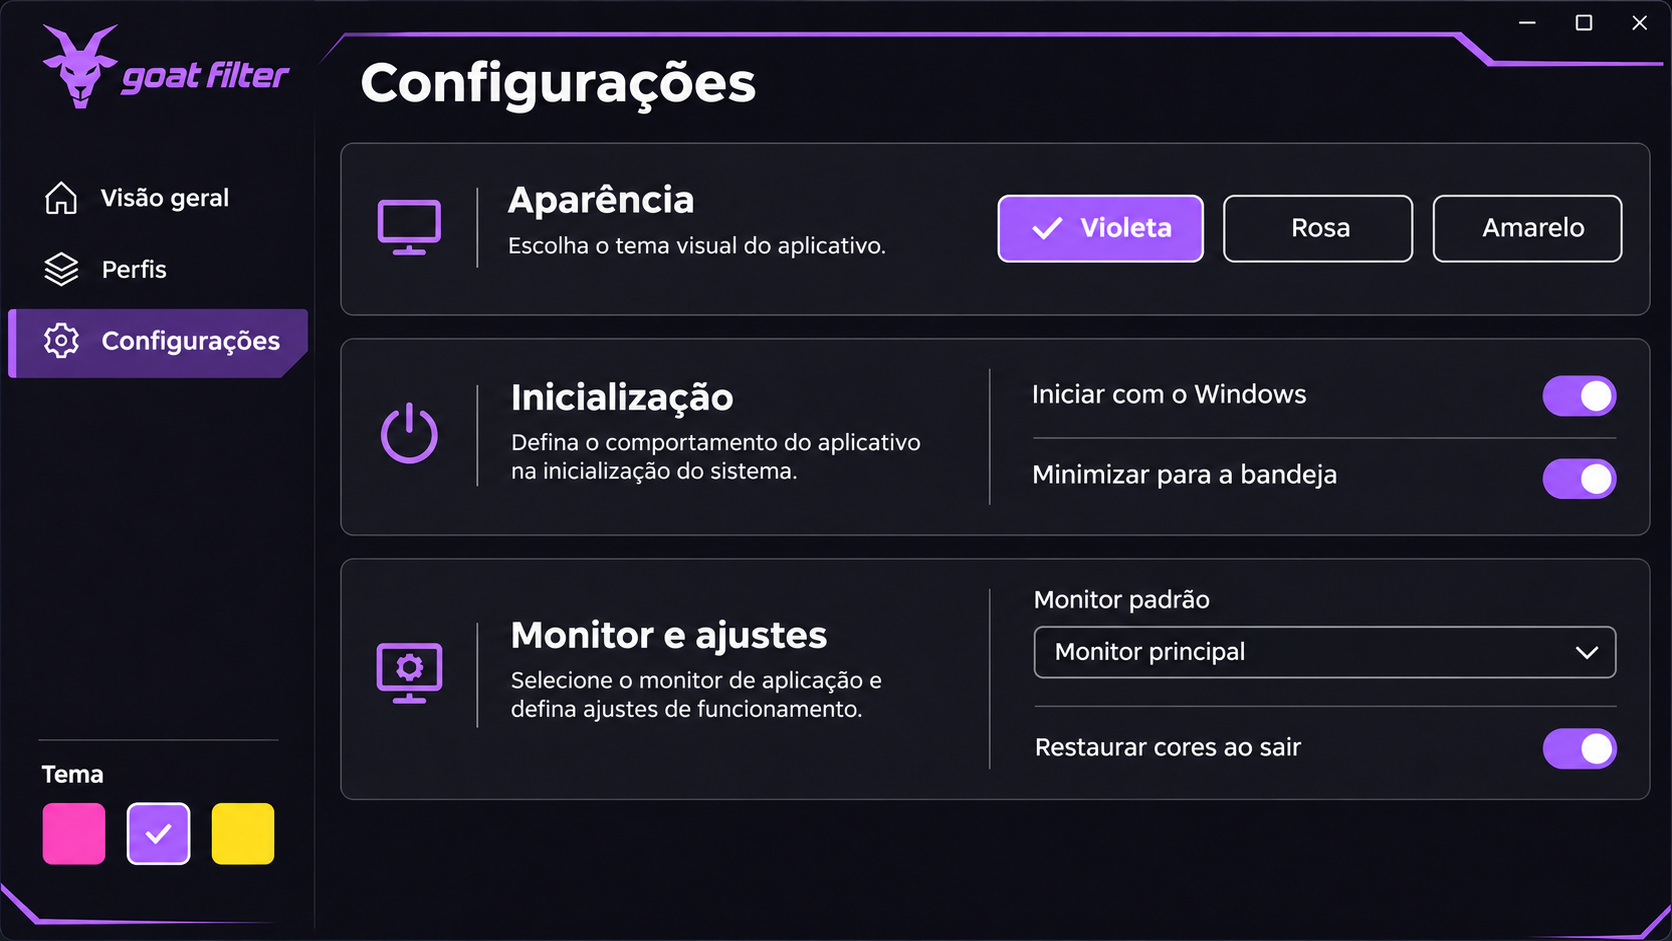 goat filter
Visão geral
Perfis
Configurações
Tema
Configurações
Aparência
Escolha o tema visual do aplicativo.
Violeta
Rosa
Amarelo
Inicialização
Defina o comportamento do aplicativo
na inicialização do sistema.
Iniciar com o Windows
Minimizar para a bandeja
Monitor e ajustes
Selecione o monitor de aplicação e
defina ajustes de funcionamento.
Monitor padrão
Monitor principal
Restaurar cores ao sair